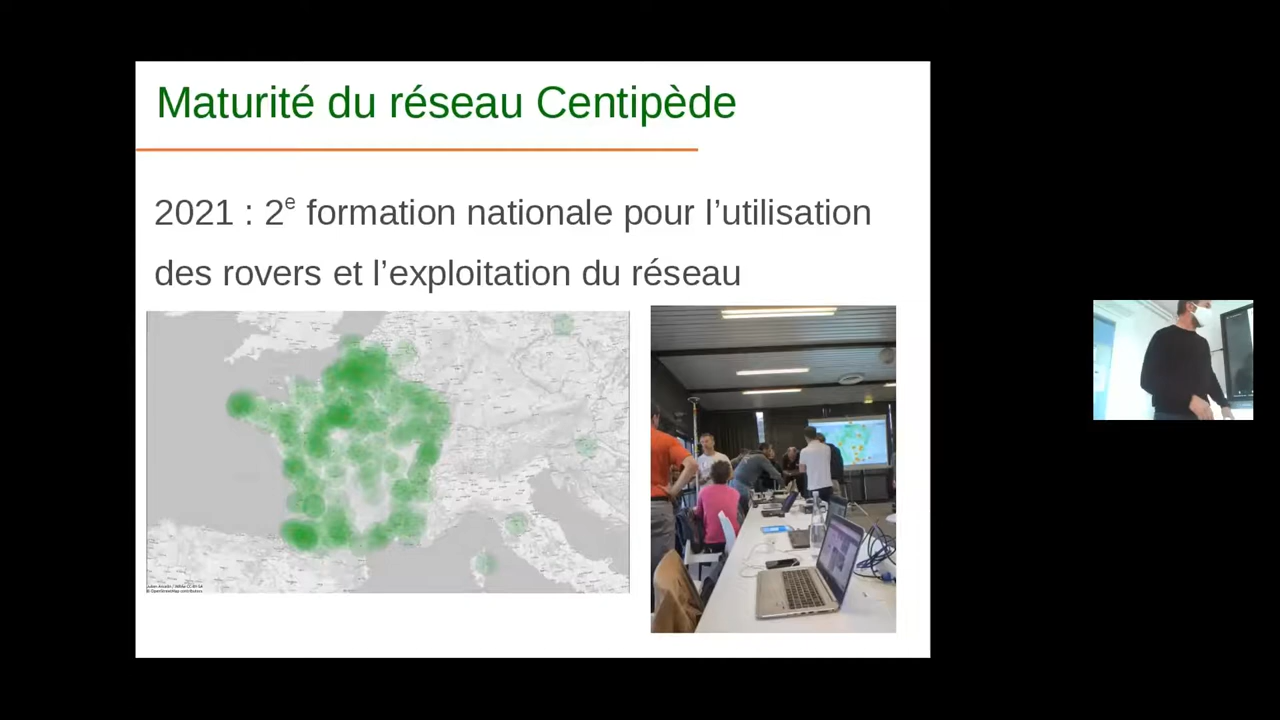 Maturité du réseau Centipède
2021 : 2e formation nationale pour l’utilisation
des rovers et l’exploitation du réseau